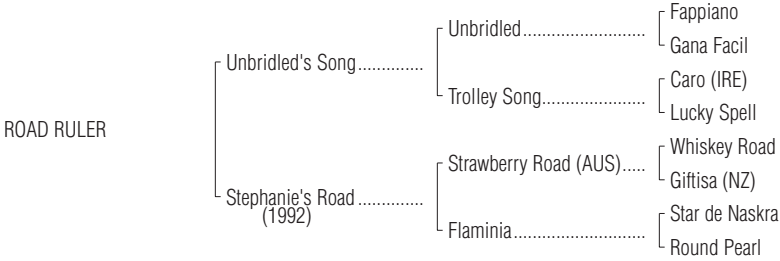 Fappiano
Unbridled..........................
Gana Facil
Unbridled's Song..............
Caro (IRE)
Trolley Song......................
Lucky Spell
ROAD RULER
Whiskey Road
Strawberry Road (AUS).....
Giftisa (NZ)
Stephanie's Road ..............
(1992)
Star de Naskra
Flaminia............................
Round Pearl